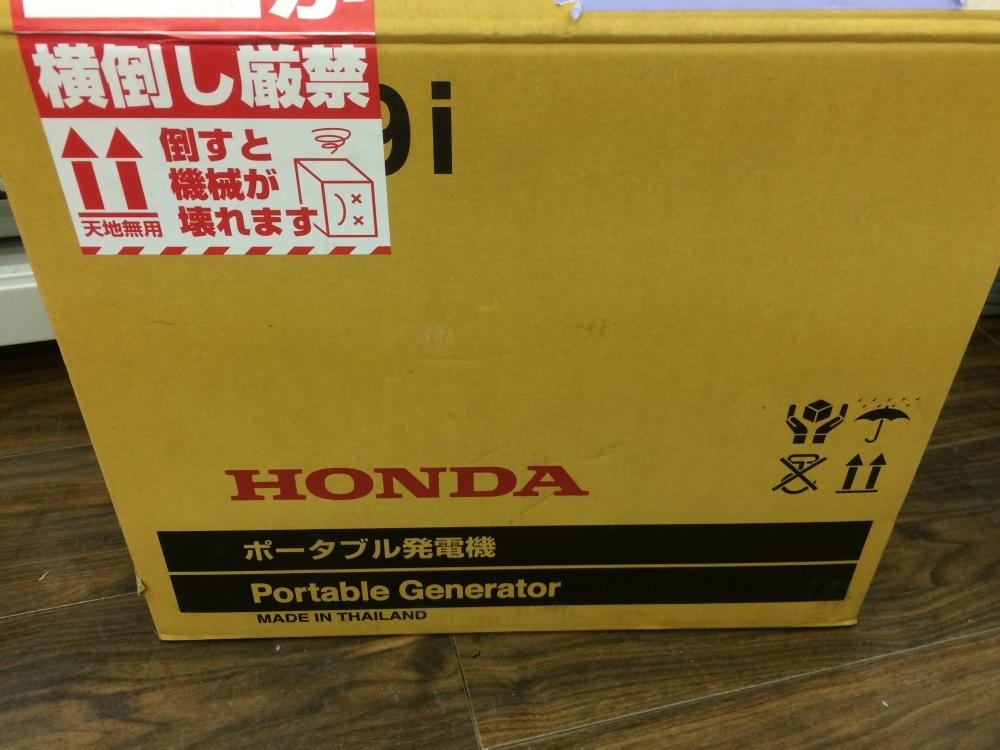 横倒し厳禁
倒すと
機械が
壊れます
天地無用
9i
HONDA
ポータブル発電機
Portable Generator
MADE IN THAILAND